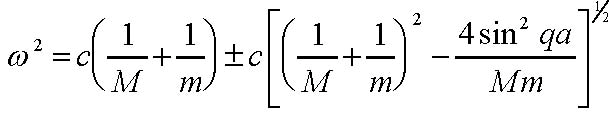 ω² = c(1/M + 1/m) ± c[(1/M + 1/m)² − 4 sin² qa / Mm]^½